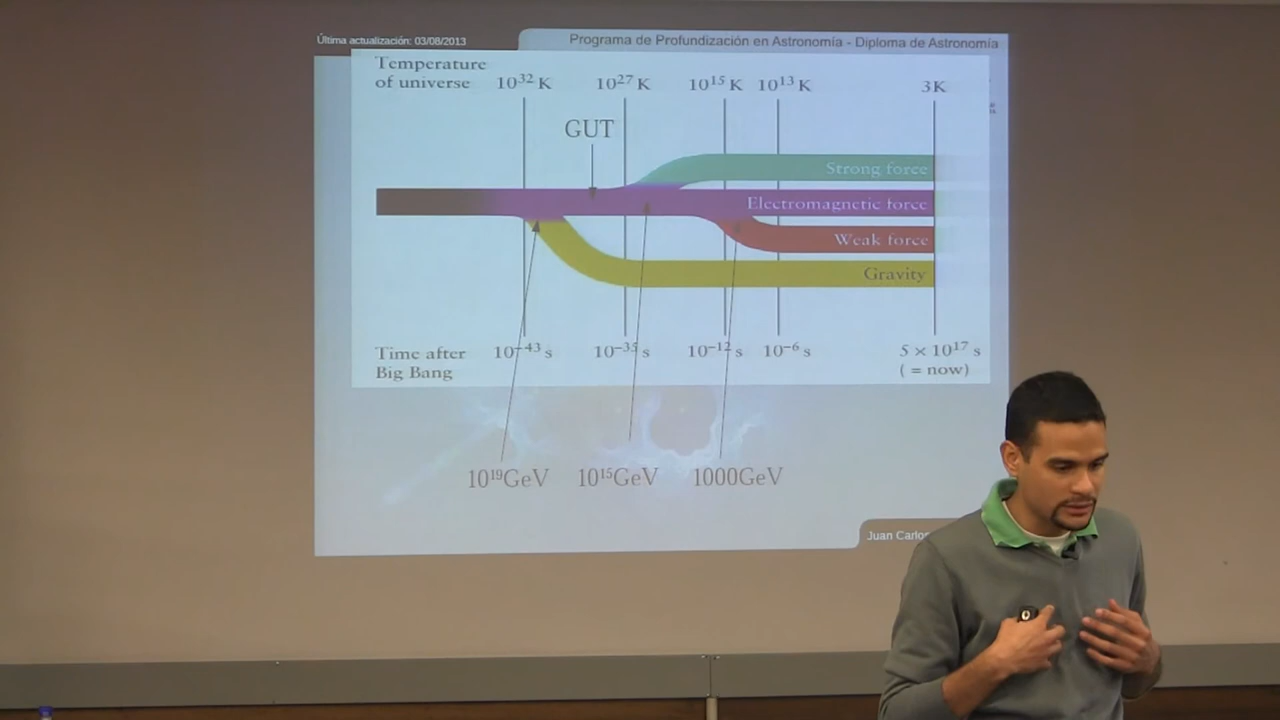 Última actualización: 03/08/2013
Programa de Profundización en Astronomía - Diploma de Astronomía
Temperature
of universe
10³² K
10²⁷ K
10¹⁵ K
10¹³ K
3K
GUT
Strong force
Electromagnetic force
Weak force
Gravity
Time after
Big Bang
10⁻⁴³ s
10⁻³⁵ s
10⁻¹² s
10⁻⁶ s
5 × 10¹⁷ s
( = now)
10¹⁹GeV
10¹⁵GeV
1000GeV
Juan Carlos